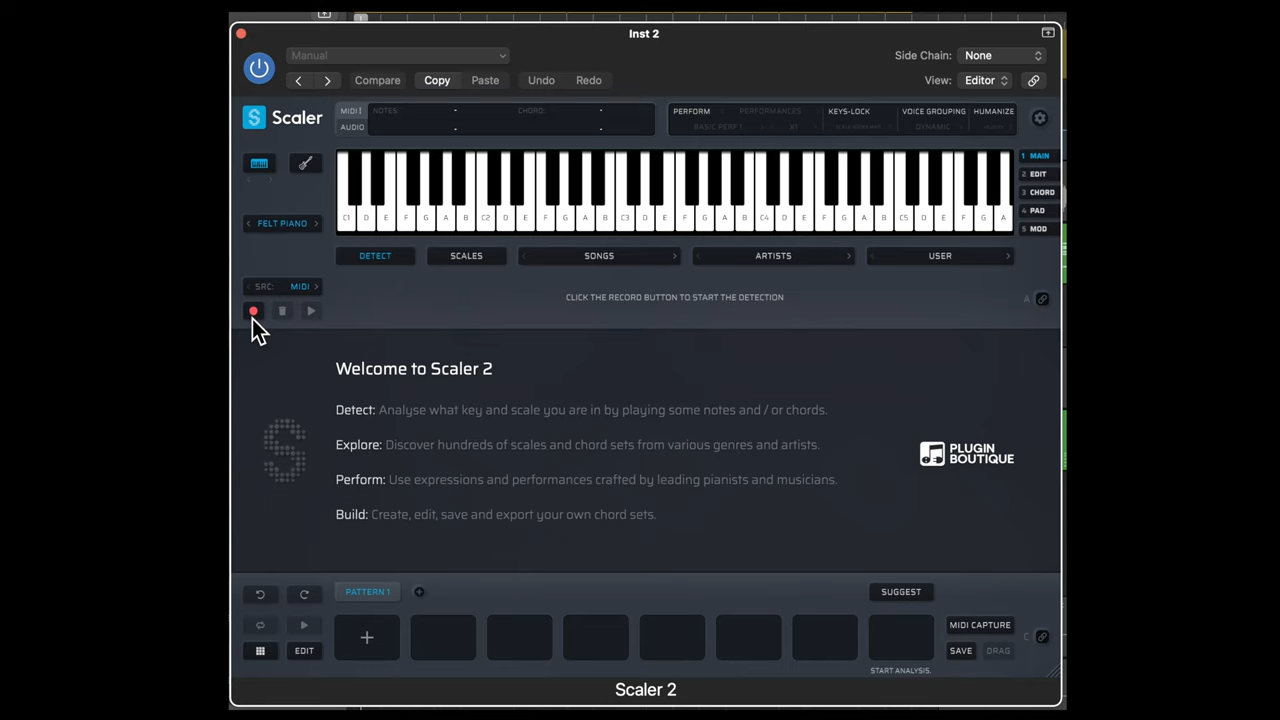 Inst 2
Manual
Side Chain: None
Compare Copy Paste Undo Redo
View: Editor
Scaler
MIDI
AUDIO
NOTES: -
-
CHORD: -
-
PERFORM PERFORMANCES KEYS-LOCK VOICE GROUPING HUMANIZE
BASIC PERF 1 X1 DYNAMIC
1 MAIN
2 EDIT
3 CHORD
4 PAD
5 MOD
C1 D E F G A B C2 D E F G A B C3 D E F G A B C4 D E F G A B C5 D E F G A
FELT PIANO
DETECT SCALES SONGS ARTISTS USER
SRC: MIDI
CLICK THE RECORD BUTTON TO START THE DETECTION
A
Welcome to Scaler 2
Detect: Analyse what key and scale you are in by playing some notes and / or chords.
Explore: Discover hundreds of scales and chord sets from various genres and artists.
Perform: Use expressions and performances crafted by leading pianists and musicians.
Build: Create, edit, save and export your own chord sets.
PLUGIN
BOUTIQUE
PATTERN 1 +
SUGGEST
+
MIDI CAPTURE
C
EDIT
SAVE DRAG
START ANALYSIS.
Scaler 2